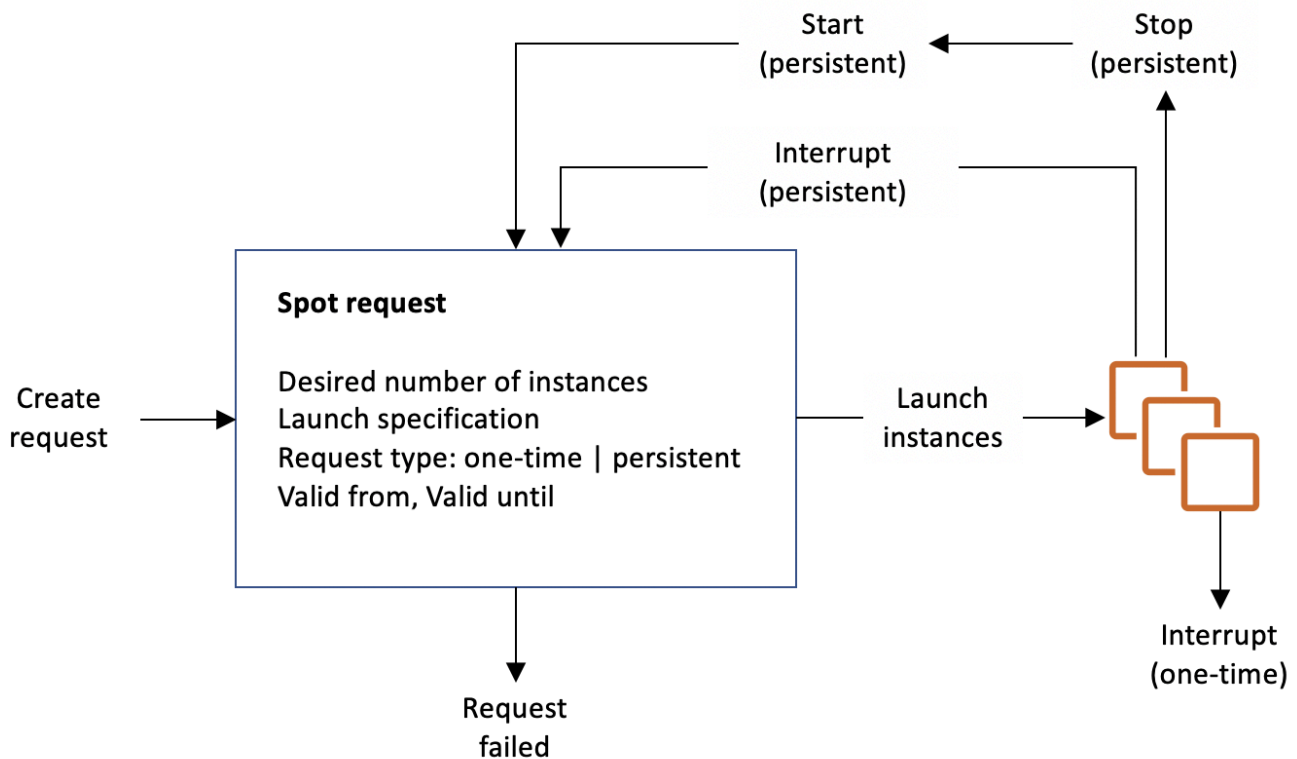 Start
(persistent)
Stop
(persistent)
Interrupt
(persistent)
Spot request
Desired number of instances
Launch specification
Request type: one-time | persistent
Valid from, Valid until
Create
request
Launch
instances
Interrupt
(one-time)
Request
failed